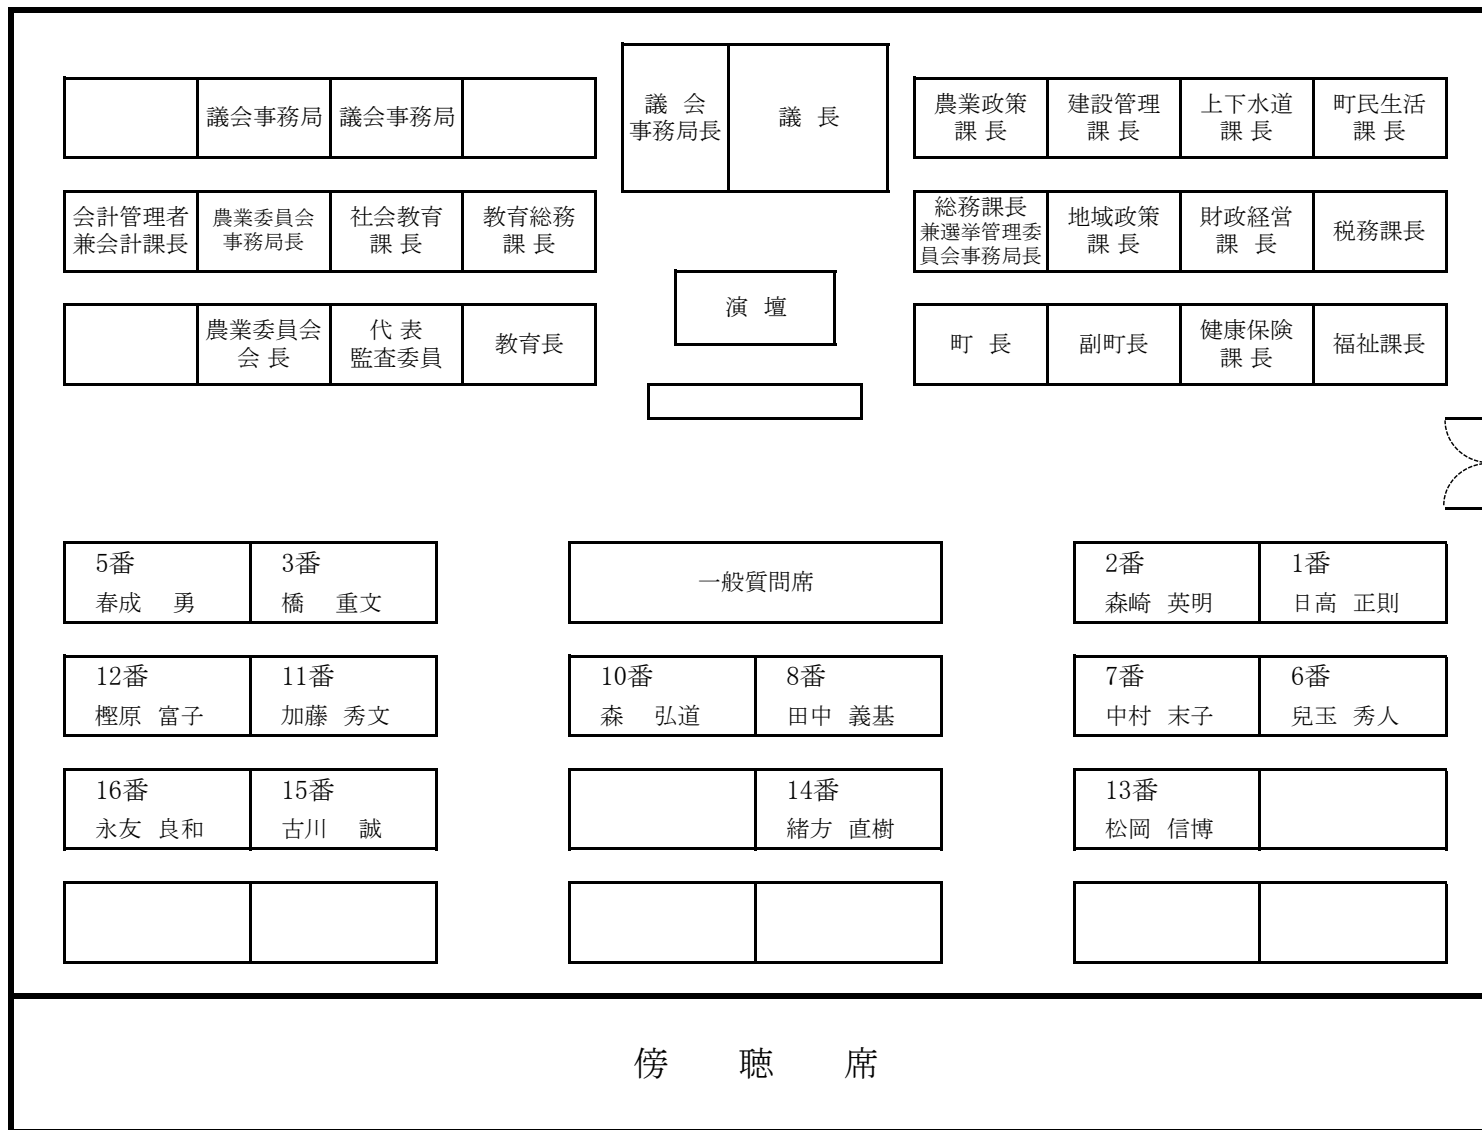 議会事務局
議会事務局
議 会
事務局長
議 長
農業政策
課 長
建設管理
課 長
上下水道
課 長
町民生活
課 長
会計管理者
兼会計課長
農業委員会
事務局長
社会教育
課 長
教育総務
課 長
総務課長
兼選挙管理委
員会事務局長
地域政策
課 長
財政経営
課 長
税務課長
演 壇
農業委員会
会 長
代 表
監査委員
教育長
町 長
副町長
健康保険
課 長
福祉課長
5番
春成 勇
3番
橋 重文
一般質問席
2番
森崎 英明
1番
日高 正則
12番
樫原 富子
11番
加藤 秀文
10番
森 弘道
8番
田中 義基
7番
中村 末子
6番
兒玉 秀人
16番
永友 良和
15番
古川 誠
14番
緒方 直樹
13番
松岡 信博
傍 聴 席